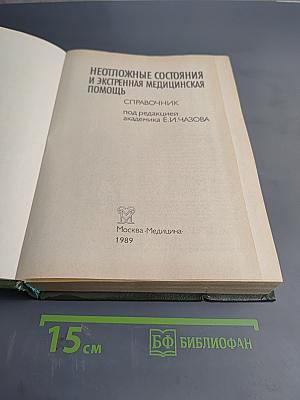 НЕОТЛОЖНЫЕ СОСТОЯНИЯ
И ЭКСТРЕННАЯ МЕДИЦИНСКАЯ
ПОМОЩЬ
СПРАВОЧНИК
под редакцией
академика Е.И.ЧАЗОВА
Москва «Медицина»
1989
15 см
БФ БИБЛИОФАН